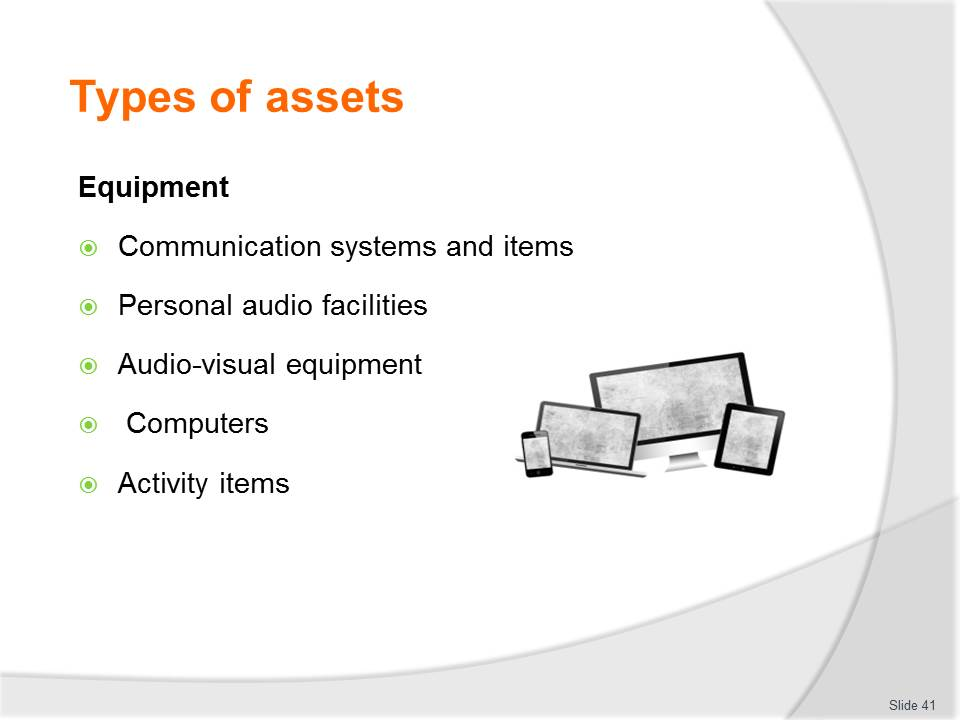 Types of assets
Equipment
Communication systems and items
Personal audio facilities
Audio-visual equipment
Computers
Activity items
Slide 41